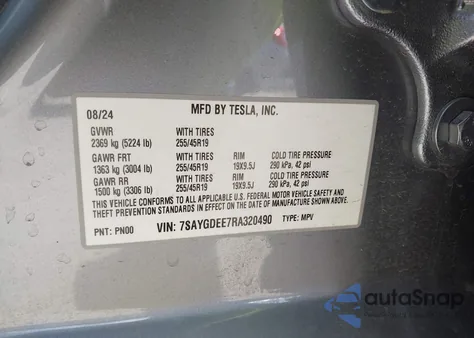 08/24 MFD BY TESLA, INC.
GVWR WITH TIRES
2369 kg (5224 lb) 255/45R19
GAWR FRT WITH TIRES RIM COLD TIRE PRESSURE
1363 kg (3004 lb) 255/45R19 19X9.5J 290 kPa, 42 psi
GAWR RR WITH TIRES RIM COLD TIRE PRESSURE
1500 kg (3306 lb) 255/45R19 19X9.5J 290 kPa, 42 psi
THIS VEHICLE CONFORMS TO ALL APPLICABLE U.S. FEDERAL MOTOR VEHICLE SAFETY AND
THEFT PREVENTION STANDARDS IN EFFECT ON THE DATE OF MANUFACTURE SHOWN ABOVE.
PNT: PN00 VIN: 7SAYGDEE7RA320490 TYPE: MPV
autoSnap